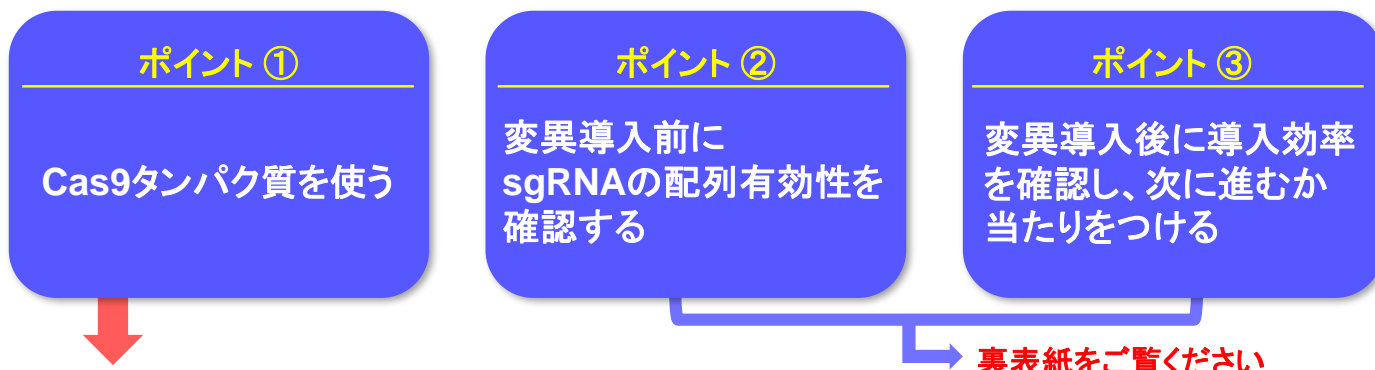 ポイント ①
Cas9タンパク質を使う
ポイント ②
変異導入前に
sgRNAの配列有効性を
確認する
ポイント ③
変異導入後に導入効率
を確認し、次に進むか
当たりをつける
裏表紙をご覧ください